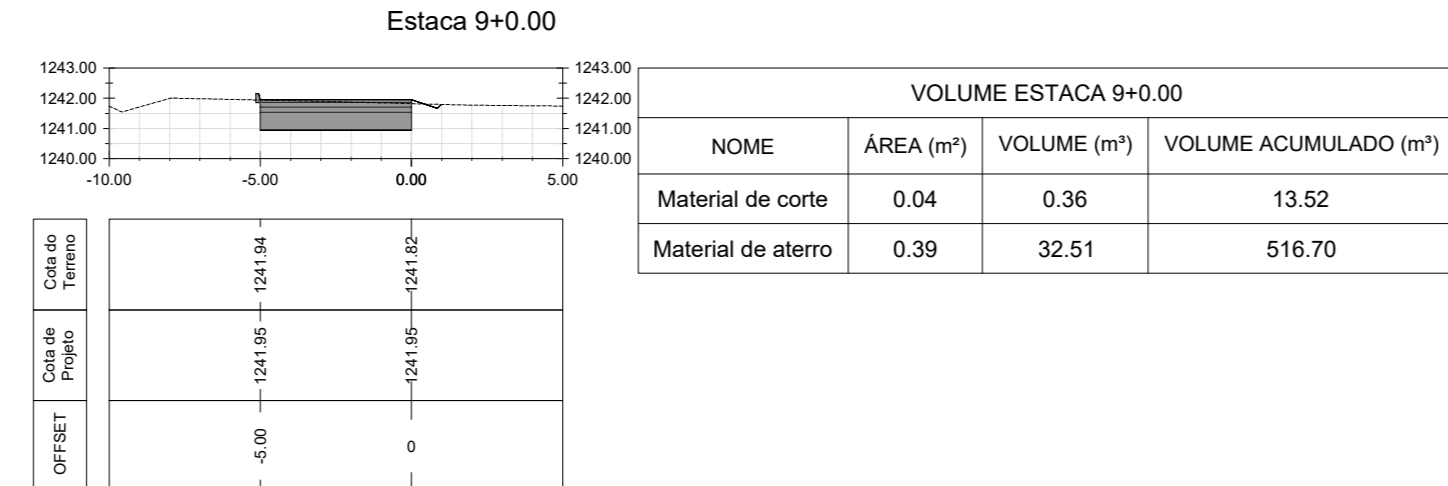 Estaca 9+0.00
1243.00
1242.00
1241.00
1240.00
1243.00
1242.00
1241.00
1240.00
-10.00 -5.00 0.00 5.00
VOLUME ESTACA 9+0.00
NOME ÁREA (m²) VOLUME (m³) VOLUME ACUMULADO (m³)
Material de corte 0.04 0.36 13.52
Material de aterro 0.39 32.51 516.70
Cota do
Terreno
1241.94 1241.82
Cota de
Projeto
1241.95 1241.95
OFFSET
-5.00 0